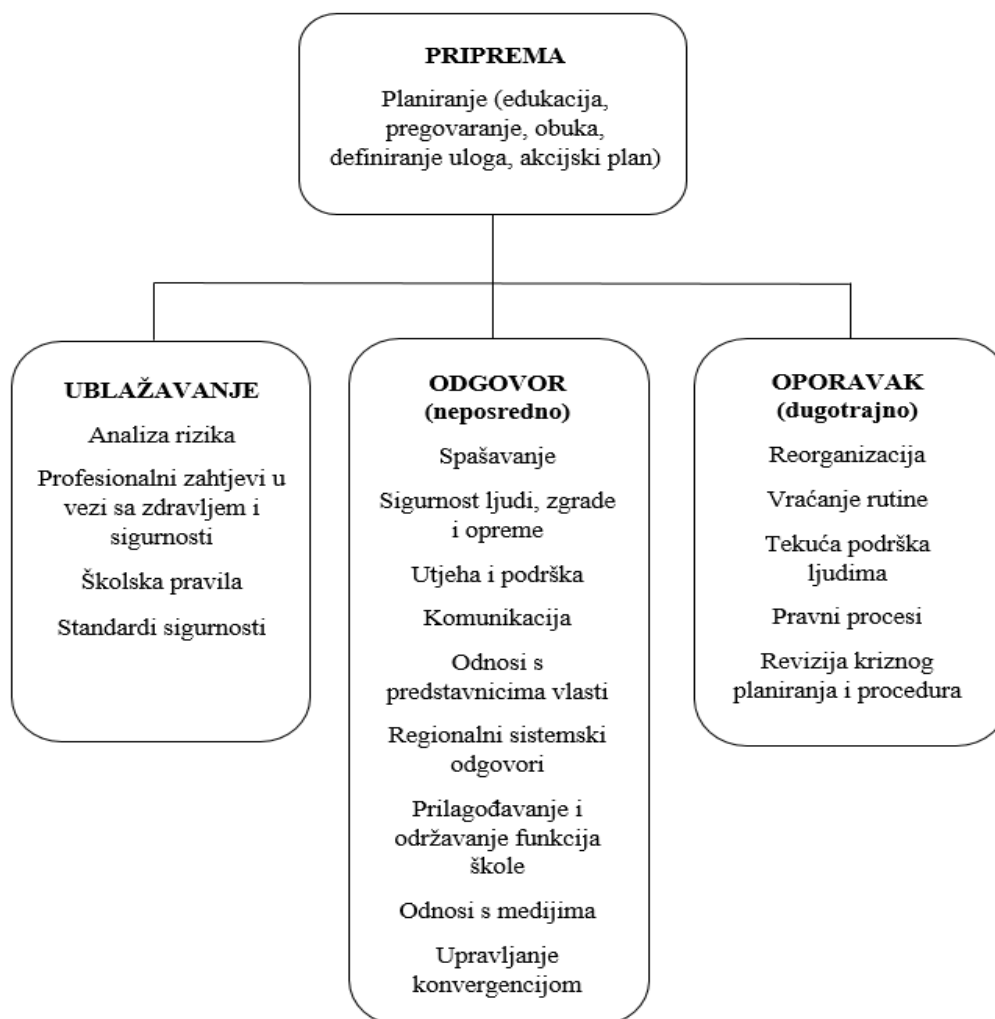 PRIPREMA
Planiranje (edukacija,
pregovaranje, obuka,
definiranje uloga, akcijski plan)
UBLAŽAVANJE
Analiza rizika
Profesionalni zahtjevi u
vezi sa zdravljem i
sigurnosti
Školska pravila
Standardi sigurnosti
ODGOVOR
(neposredno)
Spašavanje
Sigurnost ljudi, zgrade
i opreme
Utjeha i podrška
Komunikacija
Odnosi s
predstavnicima vlasti
Regionalni sistemski
odgovori
Prilagođavanje i
održavanje funkcija
škole
Odnosi s medijima
Upravljanje
konvergencijom
OPORAVAK
(dugotrajno)
Reorganizacija
Vraćanje rutine
Tekuća podrška
ljudima
Pravni procesi
Revizija kriznog
planiranja i procedura